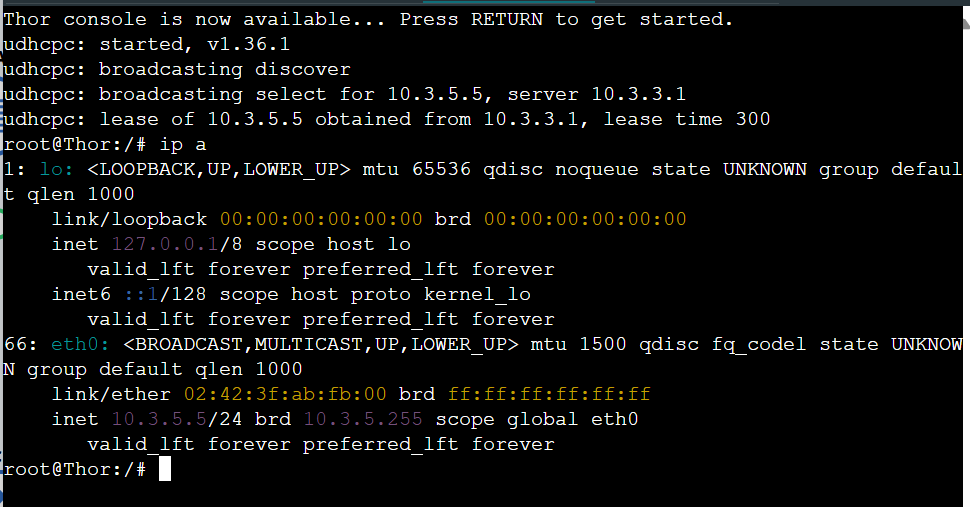 Thor console is now available... Press RETURN to get started.
udhcpc: started, v1.36.1
udhcpc: broadcasting discover
udhcpc: broadcasting select for 10.3.5.5, server 10.3.3.1
udhcpc: lease of 10.3.5.5 obtained from 10.3.3.1, lease time 300
root@Thor:/# ip a
1: lo: <LOOPBACK,UP,LOWER_UP> mtu 65536 qdisc noqueue state UNKNOWN group defaul
t qlen 1000
    link/loopback 00:00:00:00:00:00 brd 00:00:00:00:00:00
    inet 127.0.0.1/8 scope host lo
       valid_lft forever preferred_lft forever
    inet6 ::1/128 scope host proto kernel_lo
       valid_lft forever preferred_lft forever
66: eth0: <BROADCAST,MULTICAST,UP,LOWER_UP> mtu 1500 qdisc fq_codel state UNKNOW
N group default qlen 1000
    link/ether 02:42:3f:ab:fb:00 brd ff:ff:ff:ff:ff:ff
    inet 10.3.5.5/24 brd 10.3.5.255 scope global eth0
       valid_lft forever preferred_lft forever
root@Thor:/#